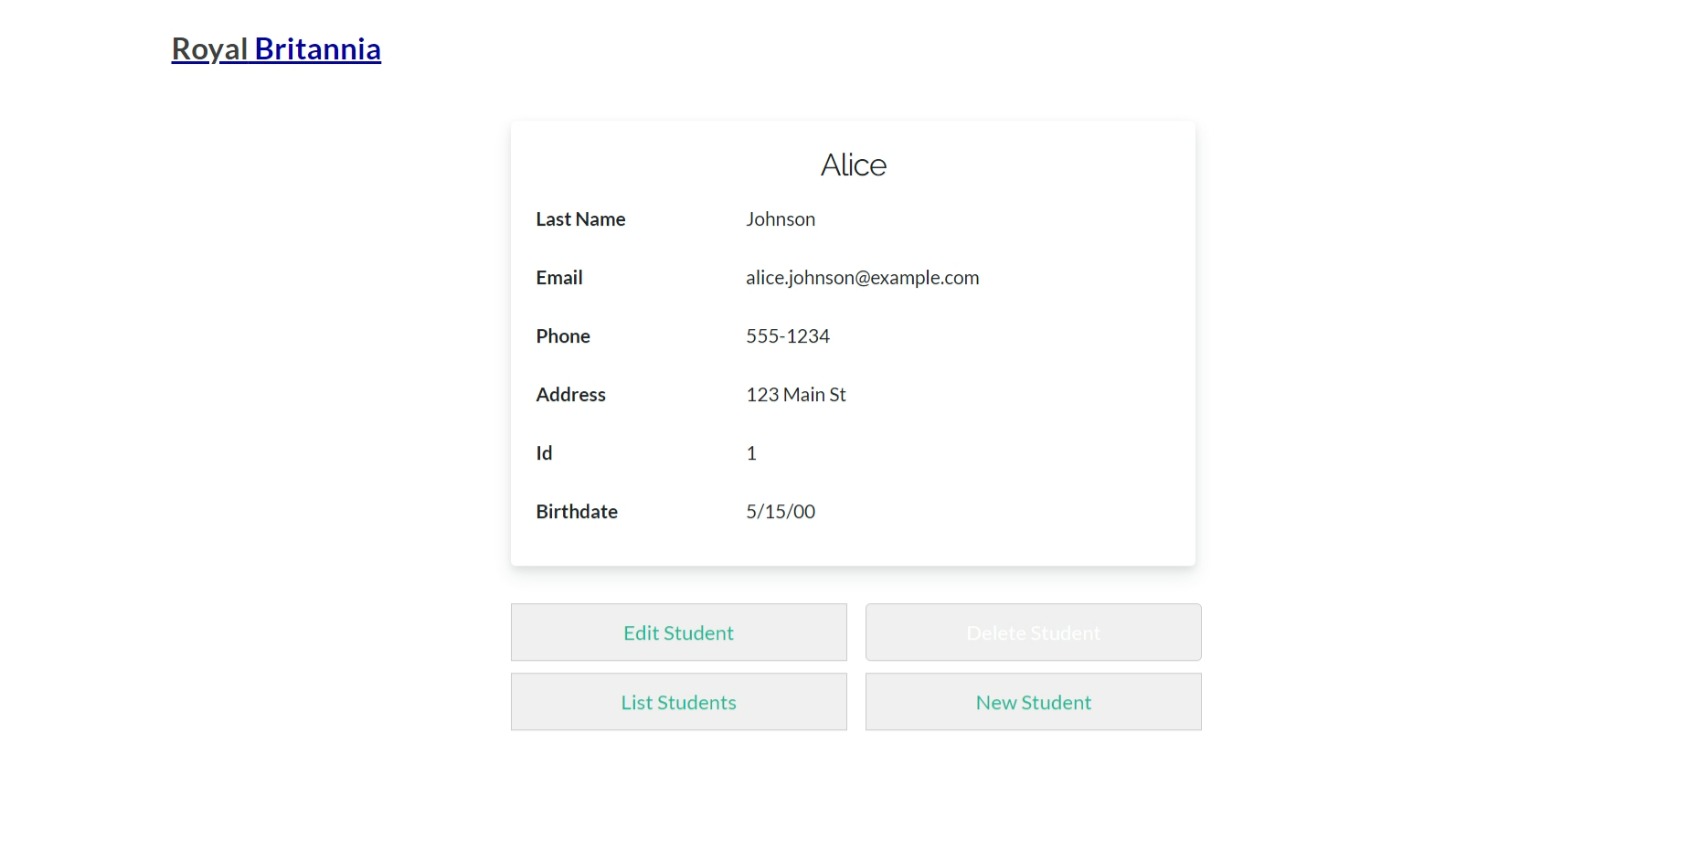 Royal Britannia
Alice
Last Name Johnson
Email alice.johnson@example.com
Phone 555-1234
Address 123 Main St
Id 1
Birthdate 5/15/00
Edit Student Delete Student
List Students New Student